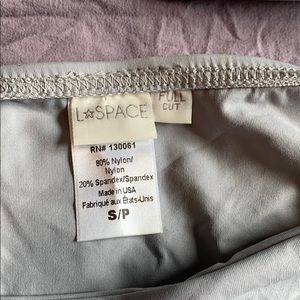 L☆SPACE
FULL
CUT
RN# 130061
80% Nylon/
Nylon
20% Spandex/Spandex
Made in USA
Fabriqué aux États-Unis
S/P